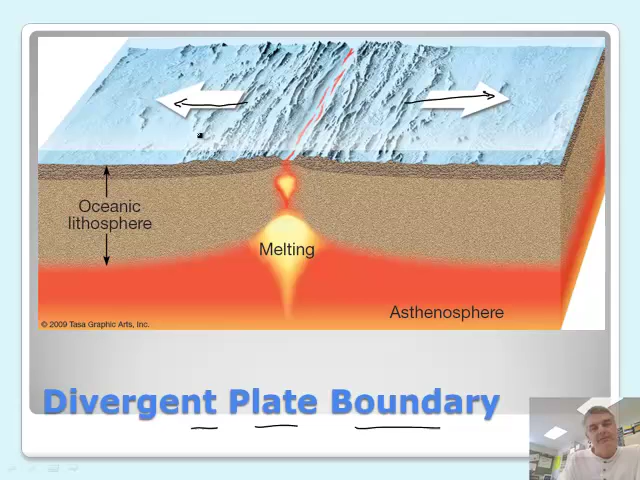 Oceanic
lithosphere
Melting
Asthenosphere
© 2009 Tasa Graphic Arts, Inc.
Divergent Plate Boundary